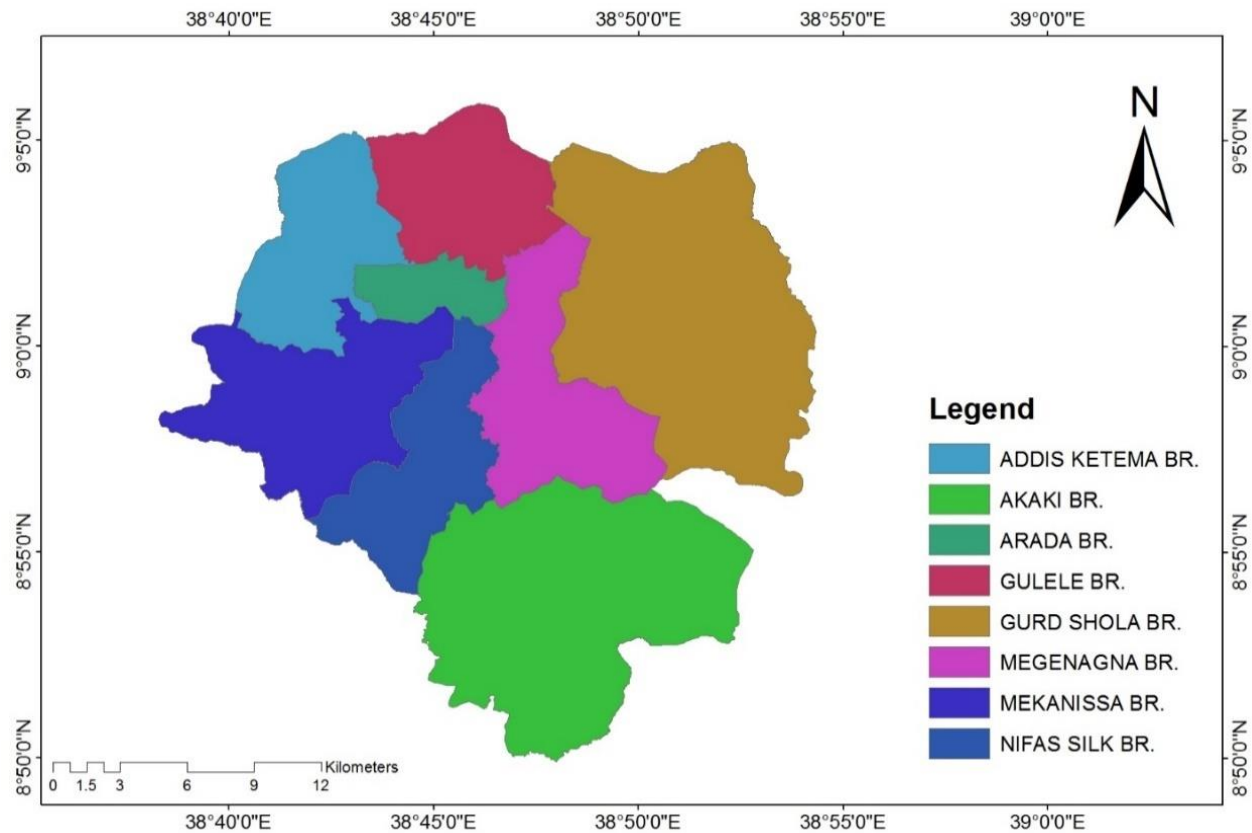 38°40'0"E 38°45'0"E 38°50'0"E 38°55'0"E 39°0'0"E
N
9°5'0"N 9°5'0"N
9°0'0"N 9°0'0"N
Legend
ADDIS KETEMA BR.
AKAKI BR.
ARADA BR.
GULELE BR.
GURD SHOLA BR.
MEGENAGNA BR.
MEKANISSA BR.
NIFAS SILK BR.
8°55'0"N 8°55'0"N
8°50'0"N 8°50'0"N
Kilometers
0 1.5 3 6 9 12
38°40'0"E 38°45'0"E 38°50'0"E 38°55'0"E 39°0'0"E